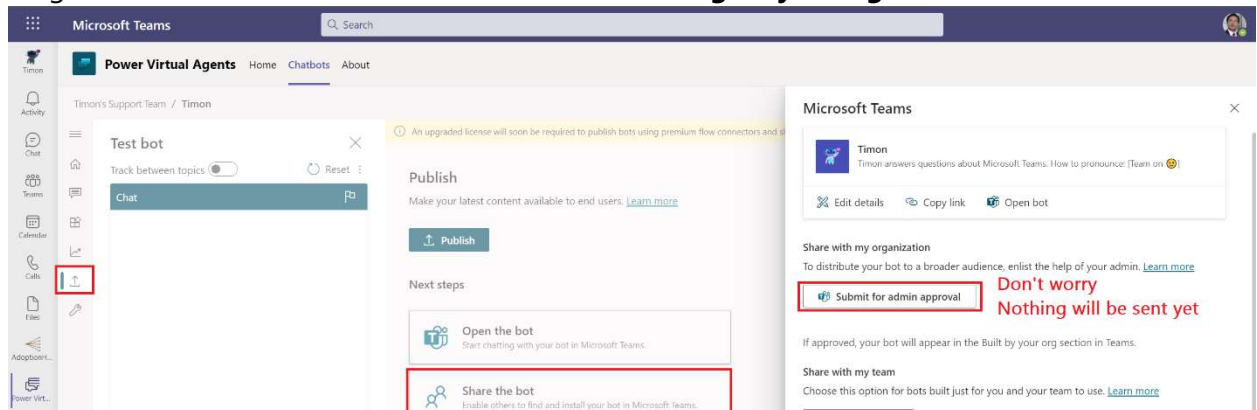 Microsoft Teams
Search
Timon
Activity
Chat
Teams
Calendar
Calls
Files
AdoptionH...
Power Virt...
Power Virtual Agents Home Chatbots About
Timon's Support Team / Timon
Test bot
Track between topics
Reset
Chat
An upgraded license will soon be required to publish bots using premium flow connectors and
Publish
Make your latest content available to end users. Learn more
Publish
Next steps
Open the bot
Start chatting with your bot in Microsoft Teams.
Share the bot
Enable others to find and install your bot in Microsoft Teams.
Microsoft Teams
Timon
Timon answers questions about Microsoft Teams. How to pronounce: [Team on 😉]
Edit details Copy link Open bot
Share with my organization
To distribute your bot to a broader audience, enlist the help of your admin. Learn more
Submit for admin approval
Don't worry
Nothing will be sent yet
If approved, your bot will appear in the Built by your org section in Teams.
Share with my team
Choose this option for bots built just for you and your team to use. Learn more